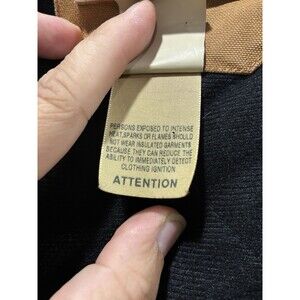 PERSONS EXPOSED TO INTENSE
HEAT, SPARKS OR FLAMES SHOULD
NOT WEAR INSULATED GARMENTS
BECAUSE THEY CAN REDUCE THE
ABILITY TO IMMEDIATELY DETECT
CLOTHING IGNITION
ATTENTION